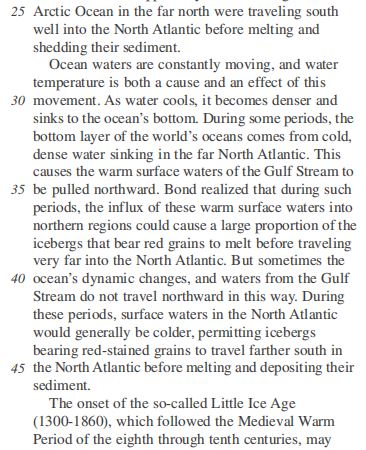 25 Arctic Ocean in the far north were traveling south
well into the North Atlantic before melting and
shedding their sediment.
Ocean waters are constantly moving, and water
temperature is both a cause and an effect of this
30 movement. As water cools, it becomes denser and
sinks to the ocean's bottom. During some periods, the
bottom layer of the world's oceans comes from cold,
dense water sinking in the far North Atlantic. This
causes the warm surface waters of the Gulf Stream to
35 be pulled northward. Bond realized that during such
periods, the influx of these warm surface waters into
northern regions could cause a large proportion of the
icebergs that bear red grains to melt before traveling
very far into the North Atlantic. But sometimes the
40 ocean's dynamic changes, and waters from the Gulf
Stream do not travel northward in this way. During
these periods, surface waters in the North Atlantic
would generally be colder, permitting icebergs
bearing red-stained grains to travel farther south in
45 the North Atlantic before melting and depositing their
sediment.
The onset of the so-called Little Ice Age
(1300-1860), which followed the Medieval Warm
Period of the eighth through tenth centuries, may